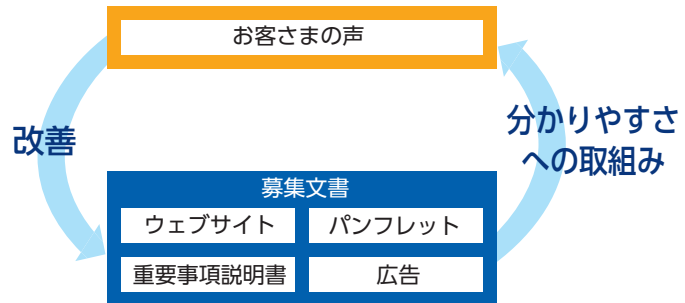 お客さまの声
改善
分かりやすさ
への取組み
募集文書
ウェブサイト
パンフレット
重要事項説明書
広告